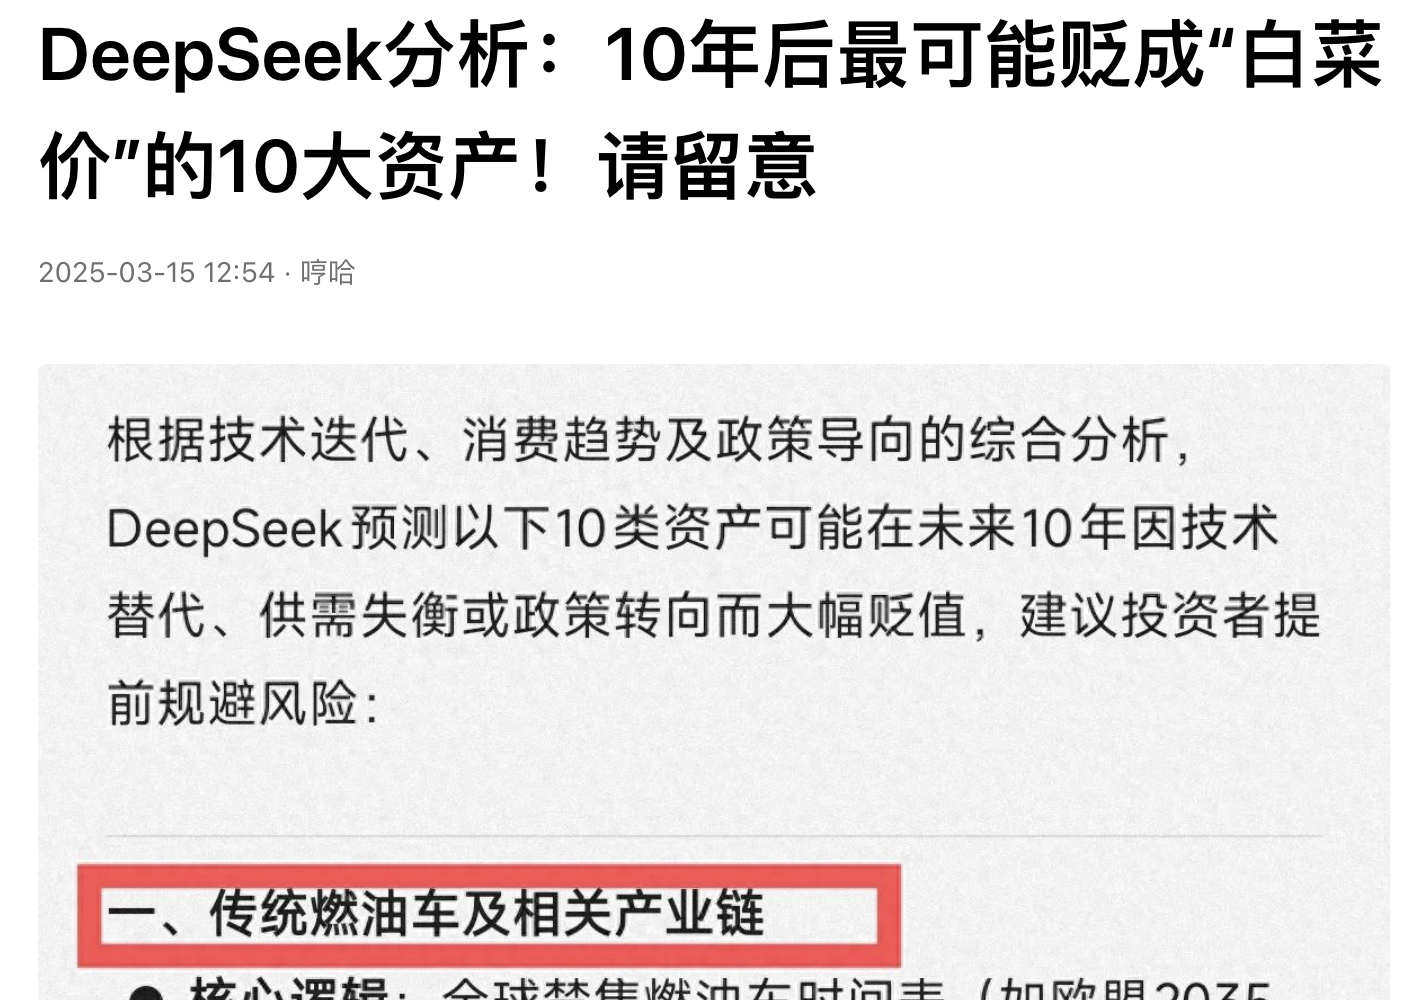 DeepSeek分析：10年后最可能贬成“白菜
价”的10大资产！请留意
2025-03-15 12:54 · 哼哈
根据技术迭代、消费趋势及政策导向的综合分析，
DeepSeek预测以下10类资产可能在未来10年因技术
替代、供需失衡或政策转向而大幅贬值，建议投资者提
前规避风险：
一、传统燃油车及相关产业链
● 核心逻辑：全球禁售燃油车时间表（如欧盟2035